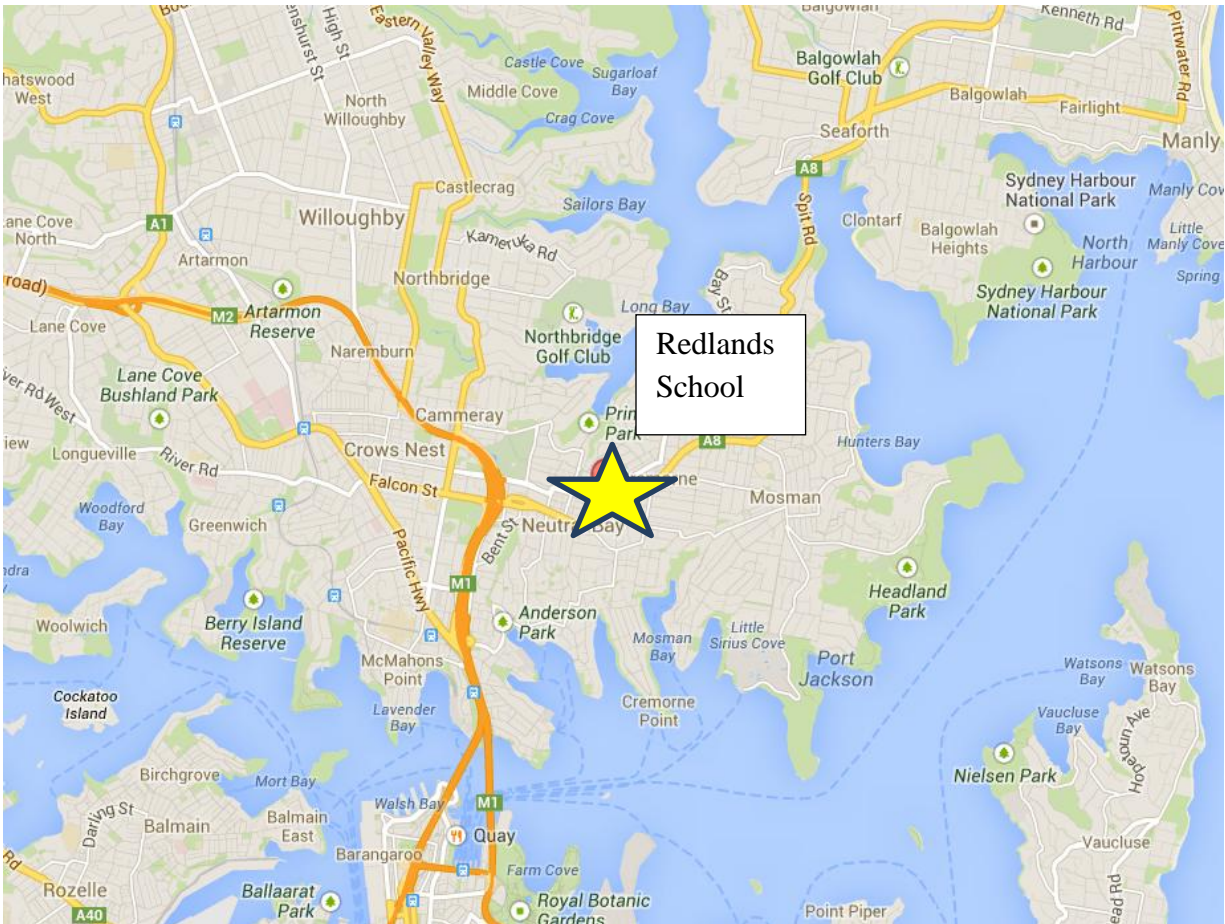 Balgowlah
Kenneth Rd
Pittwater Rd
High St
Eastern Valley Way
Castle Cove
Sugarloaf
Bay
Balgowlah
Golf Club
hatswood
West
Middle Cove
North
Willoughby
Crag Cove
Balgowlah
Fairlight
Seaforth
Manly
A8
Castlecrag
Sydney Harbour
National Park
Manly Cov
Sailors Bay
Spit Rd
Lane Cove
North
A1
Willoughby
Clontarf
Balgowlah
Heights
North
Harbour
Little
Manly Cove
Kameruka Rd
Artarmon
Northbridge
Bay St
Spring
road)
M2
Artarmon
Reserve
Long Bay
Sydney Harbour
National Park
Lane Cove
Northbridge
Golf Club
Redlands
School
Naremburn
Lane Cove
Bushland Park
Cammeray
Park
A8
Hunters Bay
Crows Nest
Longueville
River Rd
Falcon St
Mosman
Woodford
Bay
Greenwich
Neutral Bay
Bent St
Pacific Hwy
M1
Headland
Park
Berry Island
Reserve
Anderson
Park
Woolwich
Mosman
Bay
Little
Sirius Cove
McMahons
Point
Port
Jackson
Watsons
Bay
Watsons
Bay
Cockatoo
Island
Lavender
Bay
Cremorne
Point
Vaucluse
Bay
Hopetoun Ave
Birchgrove
Mort Bay
Nielsen Park
Darling St
Balmain
Balmain
East
Walsh Bay
M1
Quay
Vaucluse
Barangaroo
Rd
Farm Cove
Rozelle
Ballaarat
Park
Royal Botanic
Gardens
A40
Point Piper
ead Rd